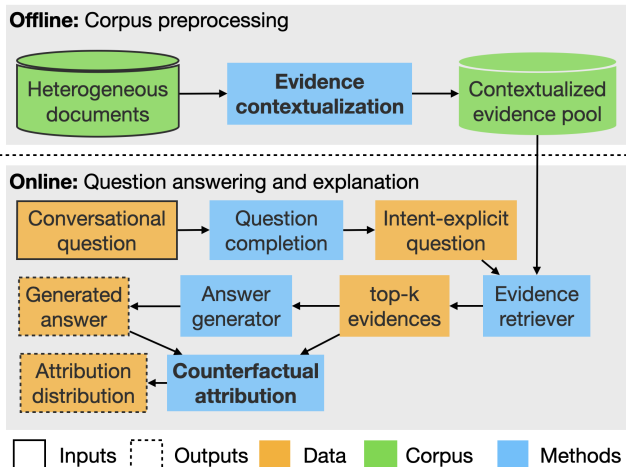 Offline: Corpus preprocessing
Heterogeneous
documents
Evidence
contextualization
Contextualized
evidence pool
Online: Question answering and explanation
Conversational
question
Question
completion
Intent-explicit
question
Generated
answer
Answer
generator
top-k
evidences
Evidence
retriever
Attribution
distribution
Counterfactual
attribution
Inputs
Outputs
Data
Corpus
Methods